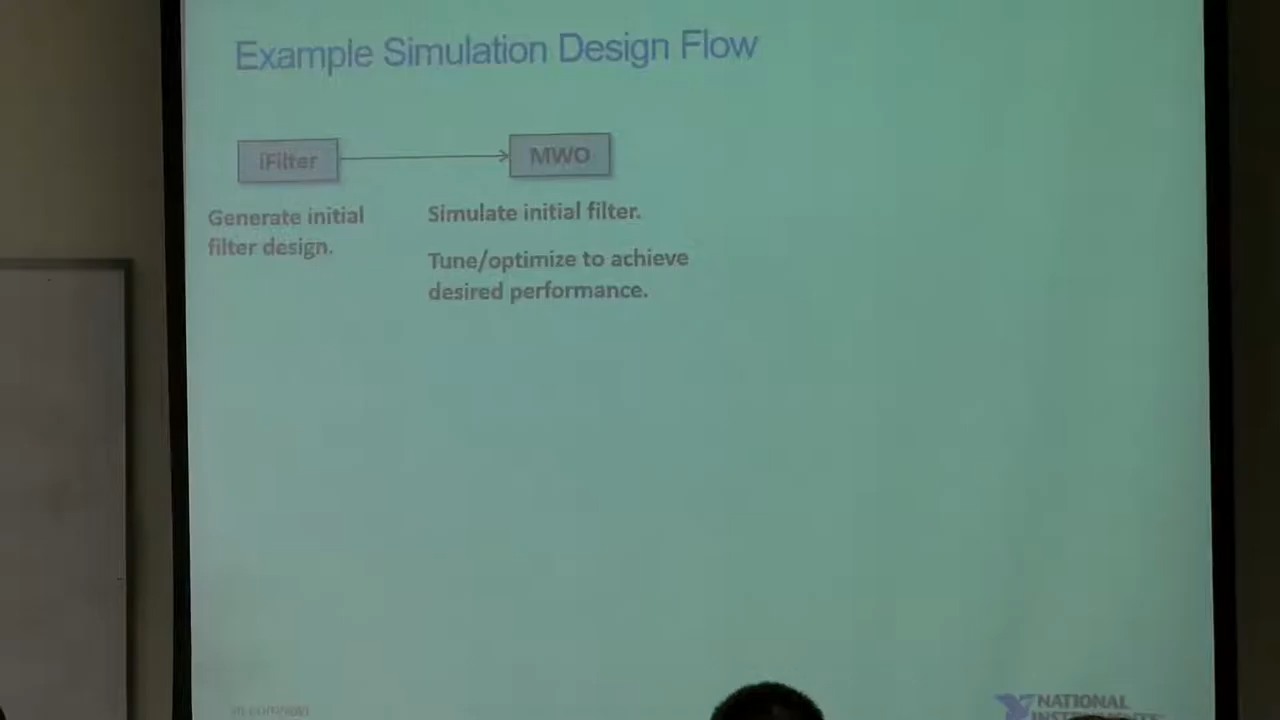 Example Simulation Design Flow
iFilter
MWO
Generate initial
filter design.
Simulate initial filter.
Tune/optimize to achieve
desired performance.
NATIONAL
INSTRUMENTS